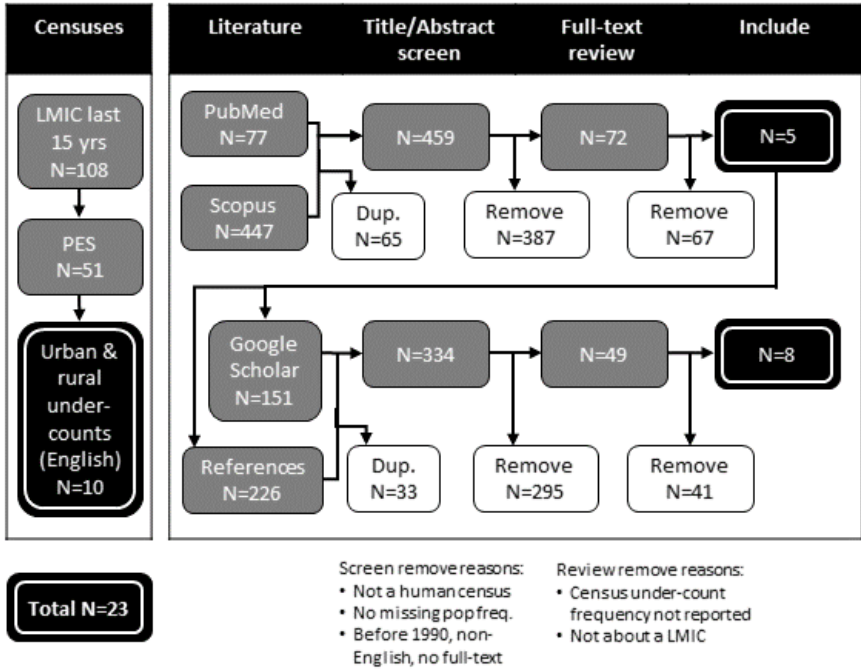 Censuses
LMIC last
15 yrs
N=108
PES
N=51
Urban &
rural
under-
counts
(English)
N=10
Total N=23
Literature
Title/Abstract
screen
Full-text
review
Include
PubMed
N=77
Scopus
N=447
N=459
Dup.
N=65
N=72
Remove
N=387
N=5
Remove
N=67
Google
Scholar
N=151
References
N=226
N=334
Dup.
N=33
N=49
Remove
N=295
N=8
Remove
N=41
Screen remove reasons:
• Not a human census
• No missing pop freq.
• Before 1990, non-
English, no full-text
Review remove reasons:
• Census under-count
frequency not reported
• Not about a LMIC